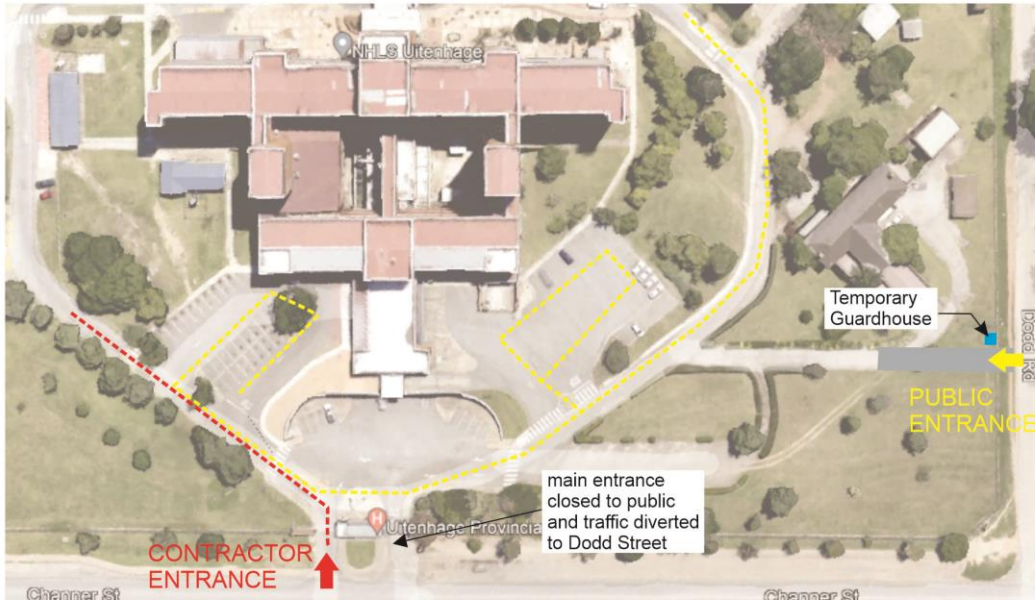 NHLS Uitenhage
Temporary
Guardhouse
Dodd Rd
PUBLIC
ENTRANCE
main entrance
closed to public
and traffic diverted
to Dodd Street
H
Uitenhage Provincia
CONTRACTOR
ENTRANCE
Channer St
Channer St